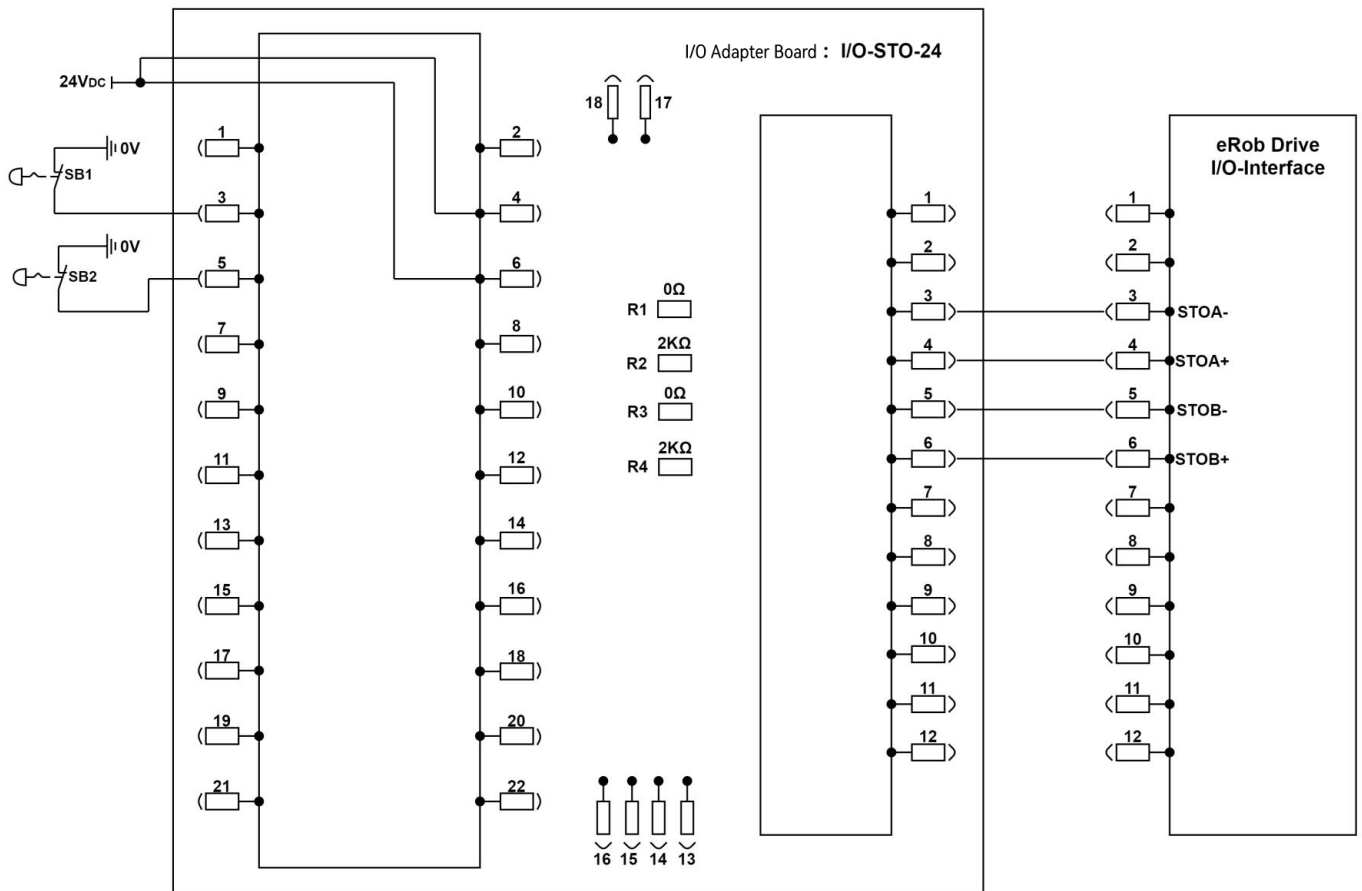 I/O Adapter Board : I/O-STO-24
24VDC
18
17
1
2
0V
SB1
eRob Drive
I/O-Interface
3
4
1
1
0V
SB2
5
6
2
2
0Ω
R1
3
3
STOA-
7
8
2KΩ
R2
4
4
STOA+
9
10
0Ω
R3
5
5
STOB-
11
12
2KΩ
R4
6
6
STOB+
13
14
7
7
8
8
15
16
9
9
17
18
10
10
19
20
11
11
12
12
21
22
16
15
14
13